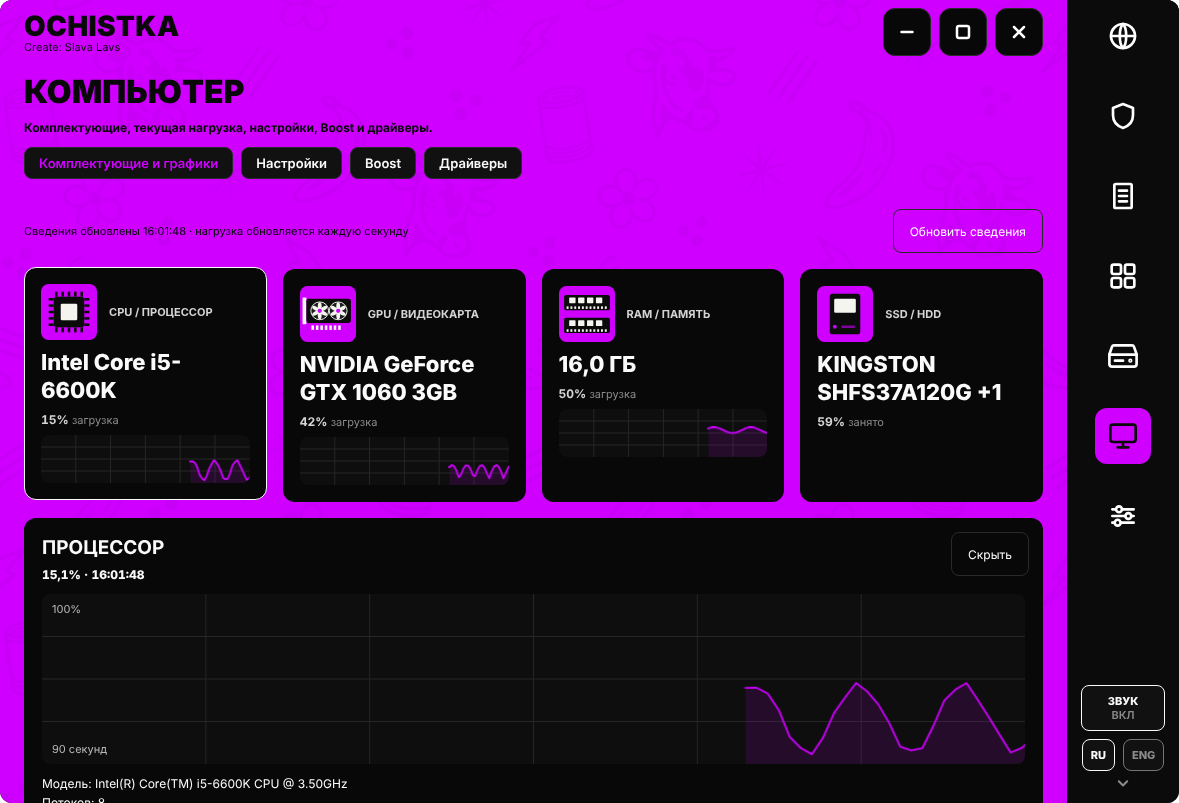 OCHISTKA
Create: Slava Lavs
КОМПЬЮТЕР
Комплектующие, текущая нагрузка, настройки, Boost и драйверы.
Комплектующие и графики
Настройки
Boost
Драйверы
Сведения обновлены 16:01:48 · нагрузка обновляется каждую секунду
Обновить сведения
CPU / ПРОЦЕССОР
Intel Core i5-
6600K
15% загрузка
GPU / ВИДЕОКАРТА
NVIDIA GeForce
GTX 1060 3GB
42% загрузка
RAM / ПАМЯТЬ
16,0 ГБ
50% загрузка
SSD / HDD
KINGSTON
SHFS37A120G +1
59% занято
ПРОЦЕССОР
15,1% · 16:01:48
Скрыть
100%
90 секунд
Модель: Intel(R) Core(TM) i5-6600K CPU @ 3.50GHz
Потоков: 8
ЗВУК
ВКЛ
RU
ENG